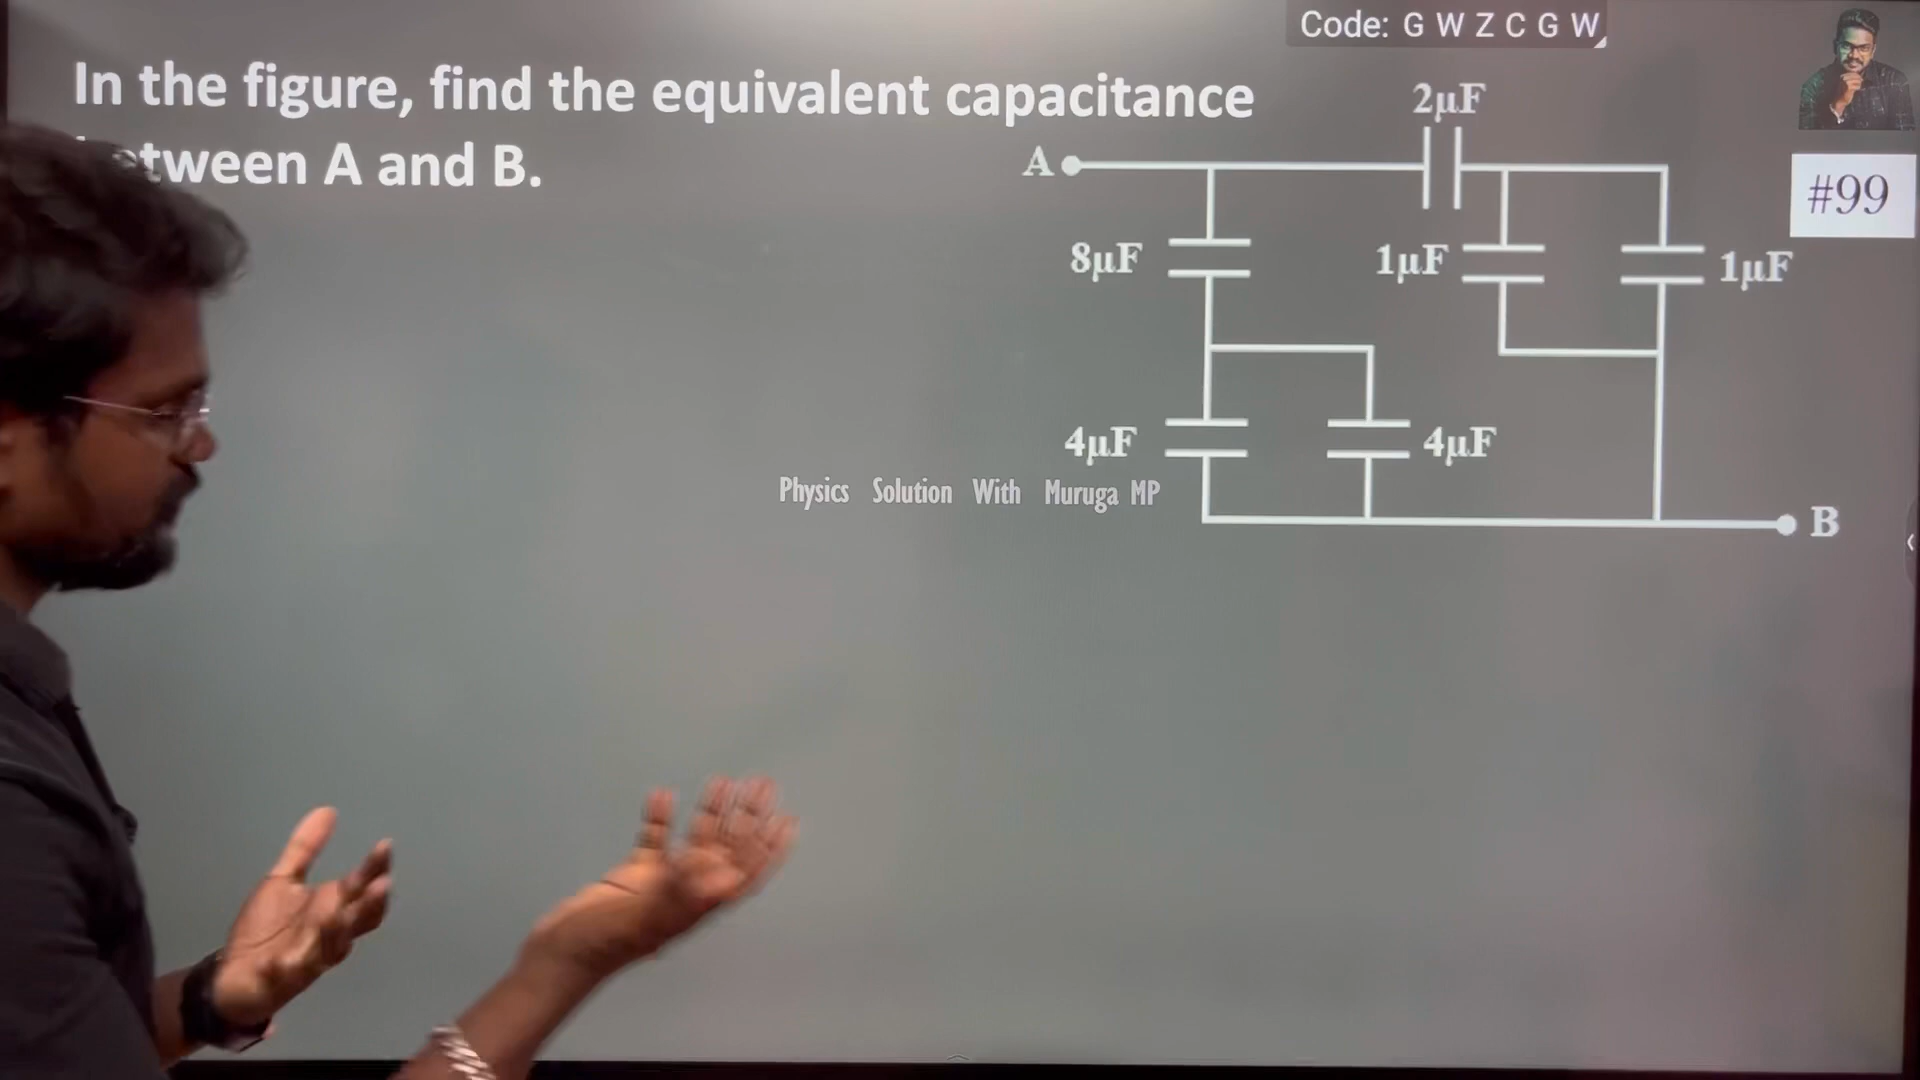 Code: G W Z C G W
In the figure, find the equivalent capacitance
between A and B.
2µF
A
#99
8µF
1µF
1µF
4µF
4µF
Physics Solution With Muruga MP
B